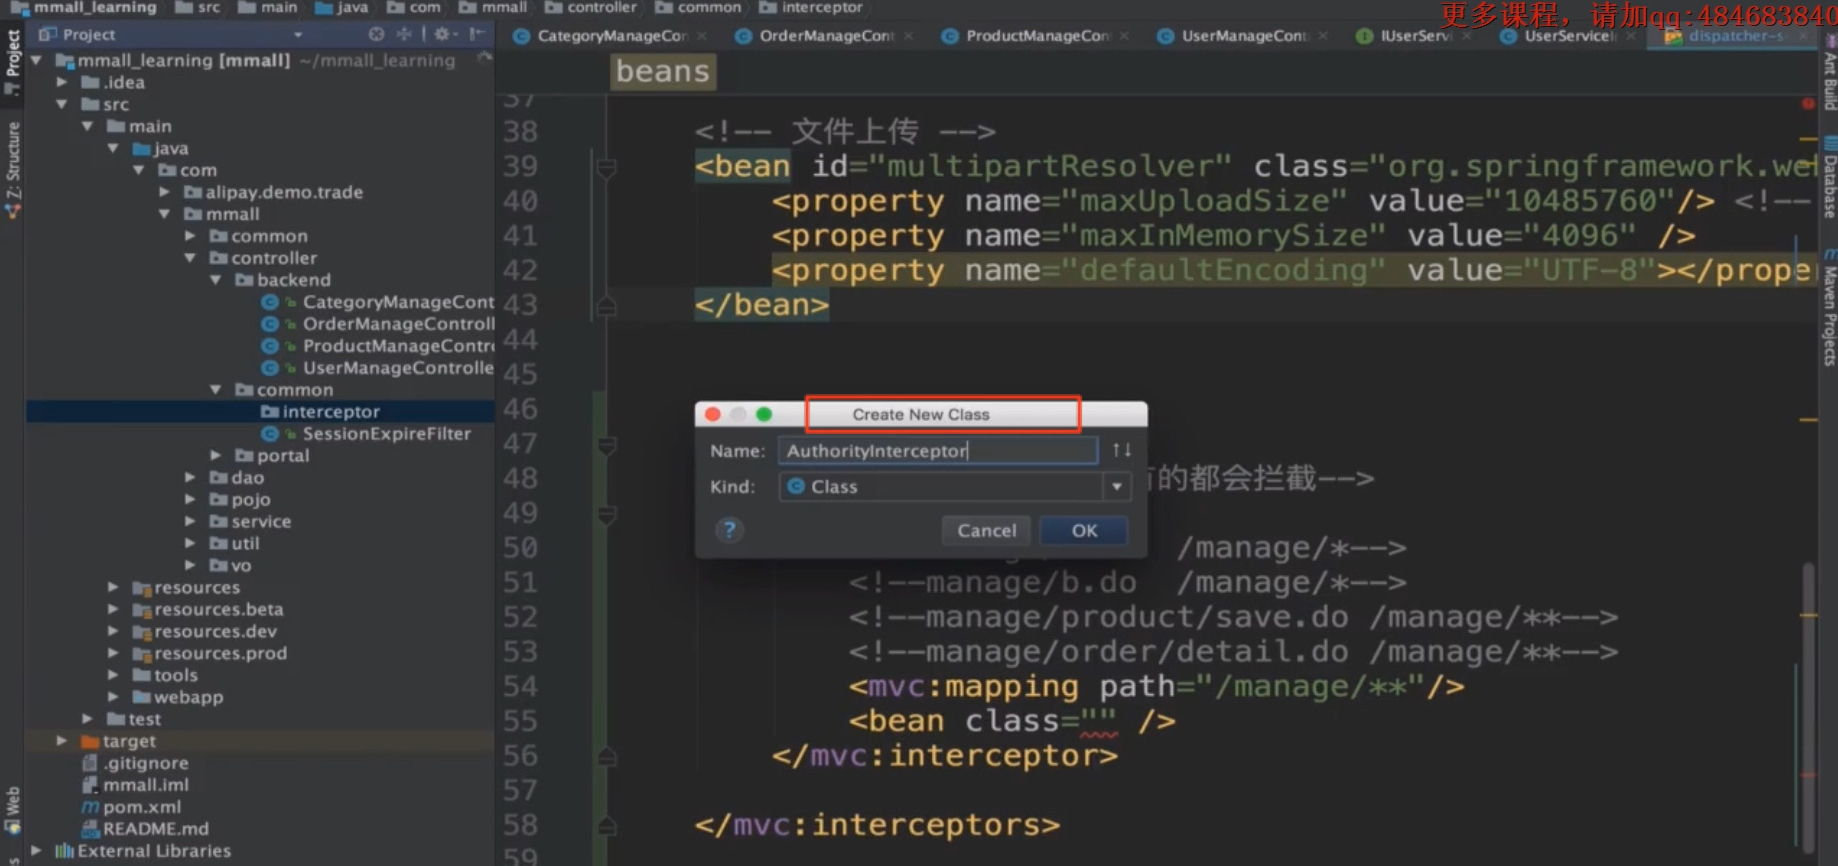 mmall_learning src main java com mmall controller common interceptor
更多课程，请加qq:484683840
Project
CategoryManageCon
OrderManageCont
ProductManageCon
UserManageCont
IUserServi
UserServiceI
dispatcher-s
Project
Z: Structure
Web
mmall_learning [mmall] ~/mmall_learning
.idea
src
main
java
com
alipay.demo.trade
mmall
common
controller
backend
CategoryManageCont
OrderManageControll
ProductManageContro
UserManageControlle
common
interceptor
SessionExpireFilter
portal
dao
pojo
service
util
vo
resources
resources.beta
resources.dev
resources.prod
tools
webapp
test
target
.gitignore
mmall.iml
pom.xml
README.md
External Libraries
beans
37
38 <!-- 文件上传 -->
39 <bean id="multipartResolver" class="org.springframework.we
40 <property name="maxUploadSize" value="10485760"/> <!--
41 <property name="maxInMemorySize" value="4096" />
42 <property name="defaultEncoding" value="UTF-8"></prope
43 </bean>
44
45
46
47
48 的都会拦截-->
49
50 /manage/*-->
51 <!--manage/b.do /manage/*-->
52 <!--manage/product/save.do /manage/**-->
53 <!--manage/order/detail.do /manage/**-->
54 <mvc:mapping path="/manage/**"/>
55 <bean class="" />
56 </mvc:interceptor>
57
58 </mvc:interceptors>
59
Create New Class
Name: AuthorityInterceptor
Kind: Class
? Cancel OK
Ant Build
Database
Maven Projects